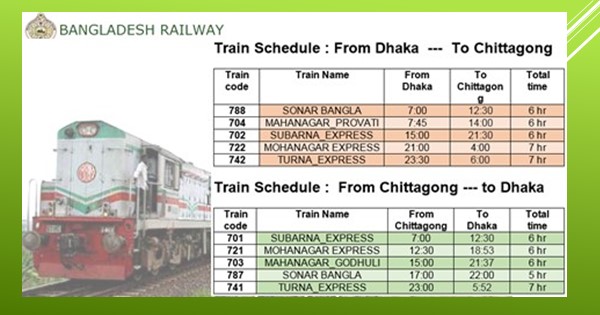 BANGLADESH RAILWAY
Train Schedule : From Dhaka --- To Chittagong
Train code Train Name From Dhaka To Chittagong Total time
788 SONAR BANGLA 7:00 12:30 6 hr
704 MAHANAGAR_PROVATI 7:45 14:00 6 hr
702 SUBARNA_EXPRESS 15:00 21:30 6 hr
722 MOHANAGAR EXPRESS 21:00 4:00 7 hr
742 TURNA_EXPRESS 23:30 6:00 7 hr
Train Schedule : From Chittagong --- to Dhaka
Train code Train Name From Chittagong To Dhaka Total time
701 SUBARNA_EXPRESS 7:00 12:30 6 hr
721 MOHANAGAR EXPRESS 12:30 18:53 6 hr
703 MAHANAGAR_GODHULI 15:00 21:37 6 hr
787 SONAR BANGLA 17:00 22:00 5 hr
741 TURNA_EXPRESS 23:00 5:52 7 hr